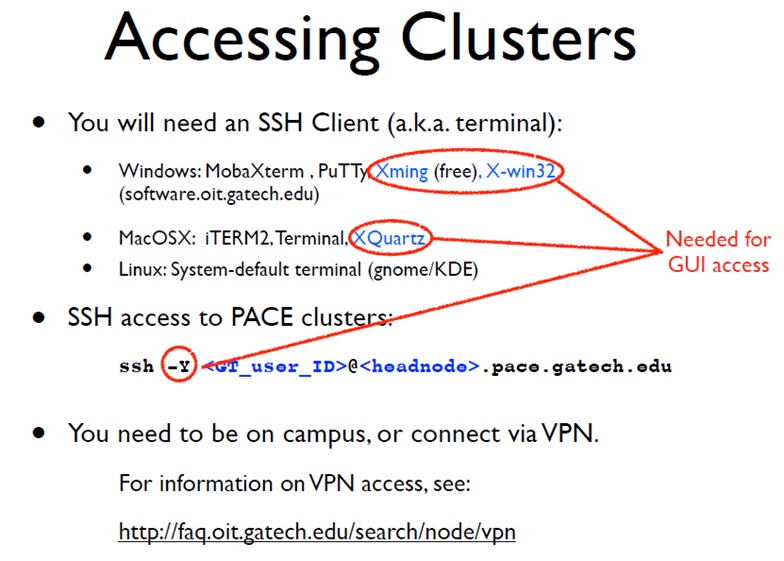 Accessing Clusters
• You will need an SSH Client (a.k.a. terminal):
• Windows: MobaXterm , PuTTy, Xming (free), X-win32
(software.oit.gatech.edu)
• MacOSX: iTERM2, Terminal, XQuartz
Needed for
GUI access
• Linux: System-default terminal (gnome/KDE)
• SSH access to PACE clusters:
ssh -Y <GT_user_ID>@<headnode>.pace.gatech.edu
• You need to be on campus, or connect via VPN.
For information on VPN access, see:
http://faq.oit.gatech.edu/search/node/vpn